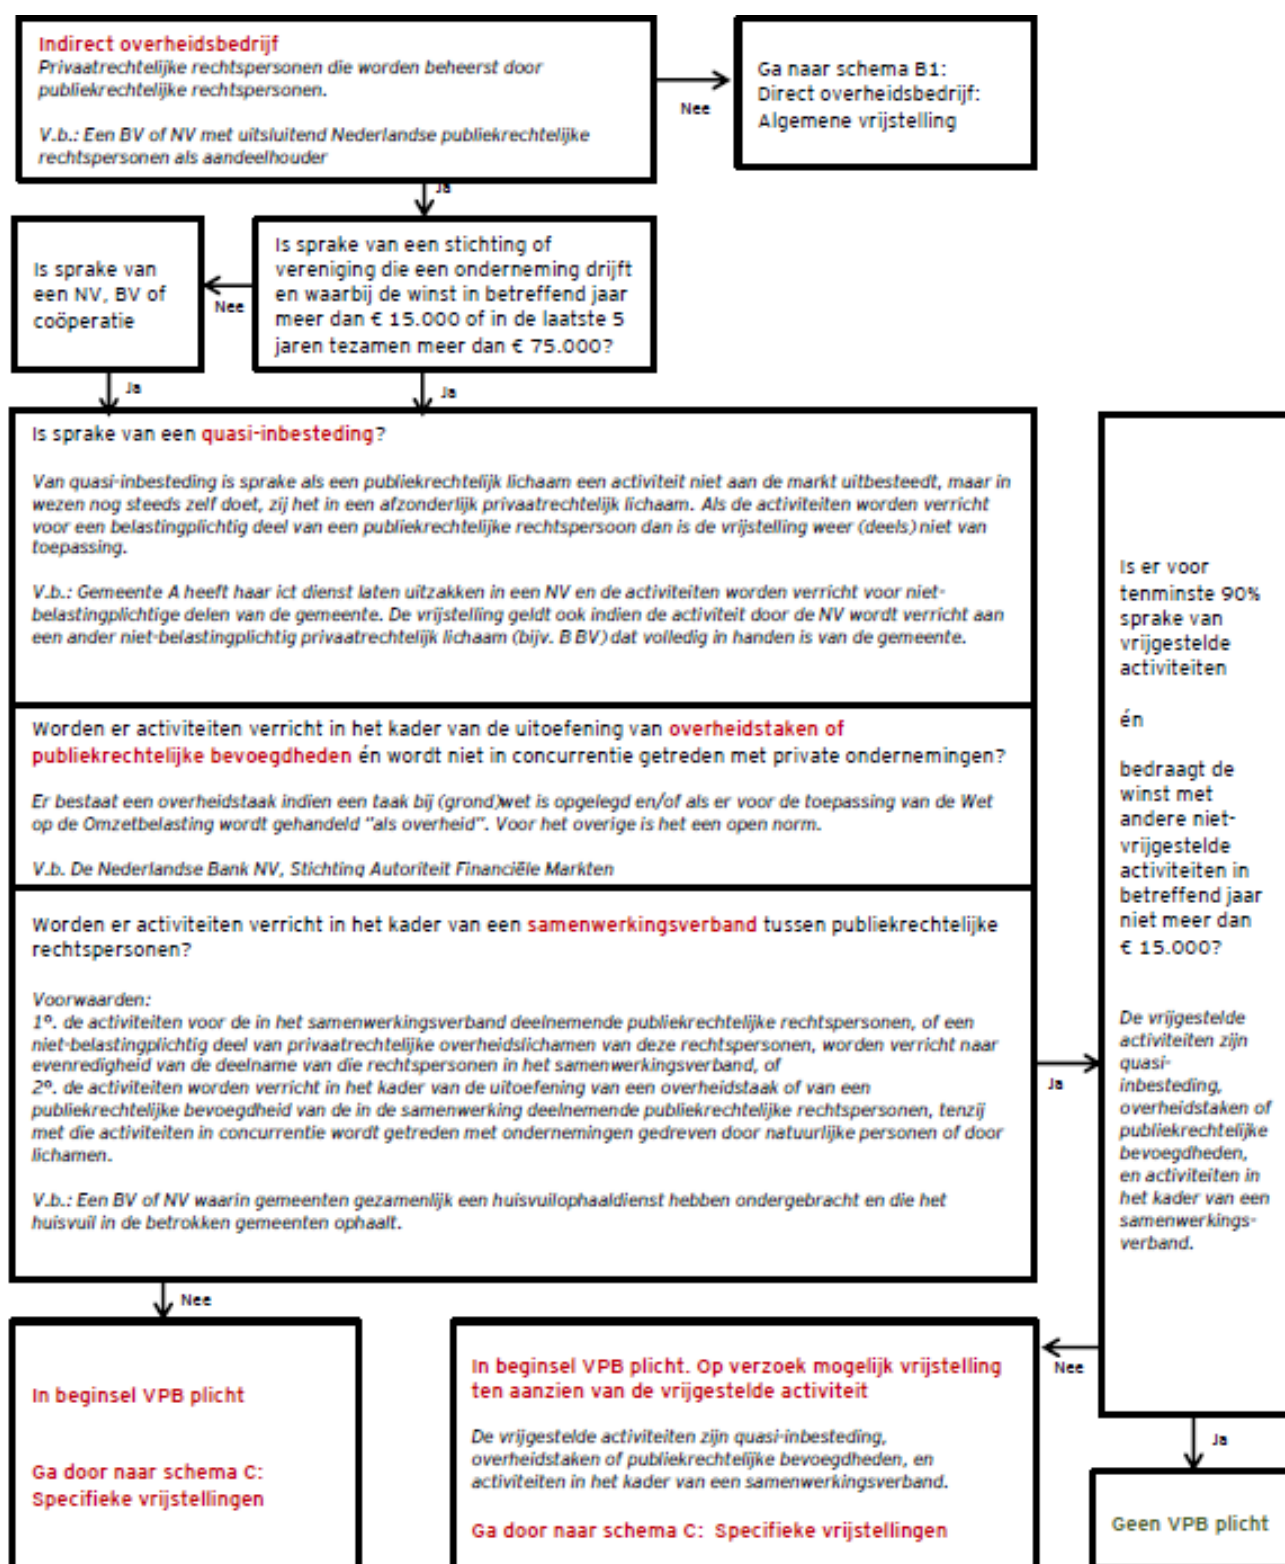 Indirect overheidsbedrijf
Privaatrechtelijke rechtspersonen die worden beheerst door
publiekrechtelijke rechtspersonen.
V.b.: Een BV of NV met uitsluitend Nederlandse publiekrechtelijke
rechtspersonen als aandeelhouder
Nee
Ga naar schema B1:
Direct overheidsbedrijf:
Algemene vrijstelling
Ja
Is sprake van
een NV, BV of
coöperatie
Nee
Is sprake van een stichting of
vereniging die een onderneming drijft
en waarbij de winst in betreffend jaar
meer dan € 15.000 of in de laatste 5
jaren tezamen meer dan € 75.000?
Ja
Ja
Is sprake van een quasi-inbesteding?
Van quasi-inbesteding is sprake als een publiekrechtelijk lichaam een activiteit niet aan de markt uitbesteedt, maar in
wezen nog steeds zelf doet, zij het in een afzonderlijk privaatrechtelijk lichaam. Als de activiteiten worden verricht
voor een belastingplichtig deel van een publiekrechtelijke rechtspersoon dan is de vrijstelling weer (deels) niet van
toepassing.
V.b.: Gemeente A heeft haar ict dienst laten uitzakken in een NV en de activiteiten worden verricht voor niet-
belastingplichtige delen van de gemeente. De vrijstelling geldt ook indien de activiteit door de NV wordt verricht aan
een ander niet-belastingplichtig privaatrechtelijk lichaam (bijv. B BV) dat volledig in handen is van de gemeente.
Worden er activiteiten verricht in het kader van de uitoefening van overheidstaken of
publiekrechtelijke bevoegdheden én wordt niet in concurrentie getreden met private ondernemingen?
Er bestaat een overheidstaak indien een taak bij (grond)wet is opgelegd en/of als er voor de toepassing van de Wet
op de Omzetbelasting wordt gehandeld "als overheid". Voor het overige is het een open norm.
V.b. De Nederlandse Bank NV, Stichting Autoriteit Financiële Markten
Worden er activiteiten verricht in het kader van een samenwerkingsverband tussen publiekrechtelijke
rechtspersonen?
Voorwaarden:
1º. de activiteiten voor de in het samenwerkingsverband deelnemende publiekrechtelijke rechtspersonen, of een
niet-belastingplichtig deel van privaatrechtelijke overheidslichamen van deze rechtspersonen, worden verricht naar
evenredigheid van de deelname van die rechtspersonen in het samenwerkingsverband, of
2º. de activiteiten worden verricht in het kader van de uitoefening van een overheidstaak of van een
publiekrechtelijke bevoegdheid van de in de samenwerking deelnemende publiekrechtelijke rechtspersonen, tenzij
met die activiteiten in concurrentie wordt getreden met ondernemingen gedreven door natuurlijke personen of door
lichamen.
V.b.: Een BV of NV waarin gemeenten gezamenlijk een huisvuilophaaldienst hebben ondergebracht en die het
huisvuil in de betrokken gemeenten ophaalt.
Ja
Is er voor
tenminste 90%
sprake van
vrijgestelde
activiteiten
én
bedraagt de
winst met
andere niet-
vrijgestelde
activiteiten in
betreffend jaar
niet meer dan
€ 15.000?
De vrijgestelde
activiteiten zijn
quasi-
inbesteding,
overheidstaken of
publiekrechtelijke
bevoegdheden,
en activiteiten in
het kader van een
samenwerkings-
verband.
Nee
In beginsel VPB plicht
Ga door naar schema C:
Specifieke vrijstellingen
In beginsel VPB plicht. Op verzoek mogelijk vrijstelling
ten aanzien van de vrijgestelde activiteit
De vrijgestelde activiteiten zijn quasi-inbesteding,
overheidstaken of publiekrechtelijke bevoegdheden, en
activiteiten in het kader van een samenwerkingsverband.
Ga door naar schema C: Specifieke vrijstellingen
Nee
Ja
Geen VPB plicht